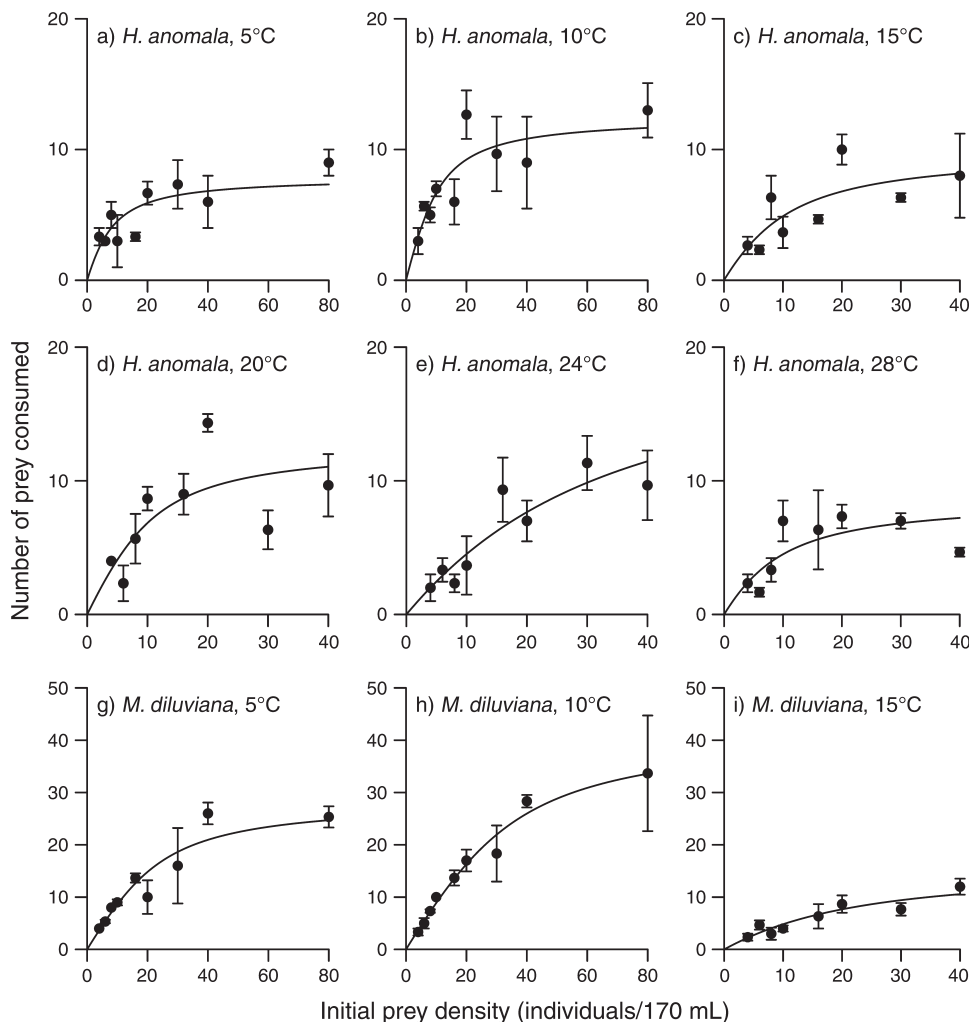 a) H. anomala, 5°C
20
10
0
0 20 40 60 80
b) H. anomala, 10°C
20
10
0
0 20 40 60 80
c) H. anomala, 15°C
20
10
0
0 10 20 30 40
Number of prey consumed
d) H. anomala, 20°C
20
10
0
0 10 20 30 40
e) H. anomala, 24°C
20
10
0
0 10 20 30 40
f) H. anomala, 28°C
20
10
0
0 10 20 30 40
g) M. diluviana, 5°C
50
40
30
20
10
0
0 20 40 60 80
h) M. diluviana, 10°C
50
40
30
20
10
0
0 20 40 60 80
i) M. diluviana, 15°C
50
40
30
20
10
0
0 10 20 30 40
Initial prey density (individuals/170 mL)